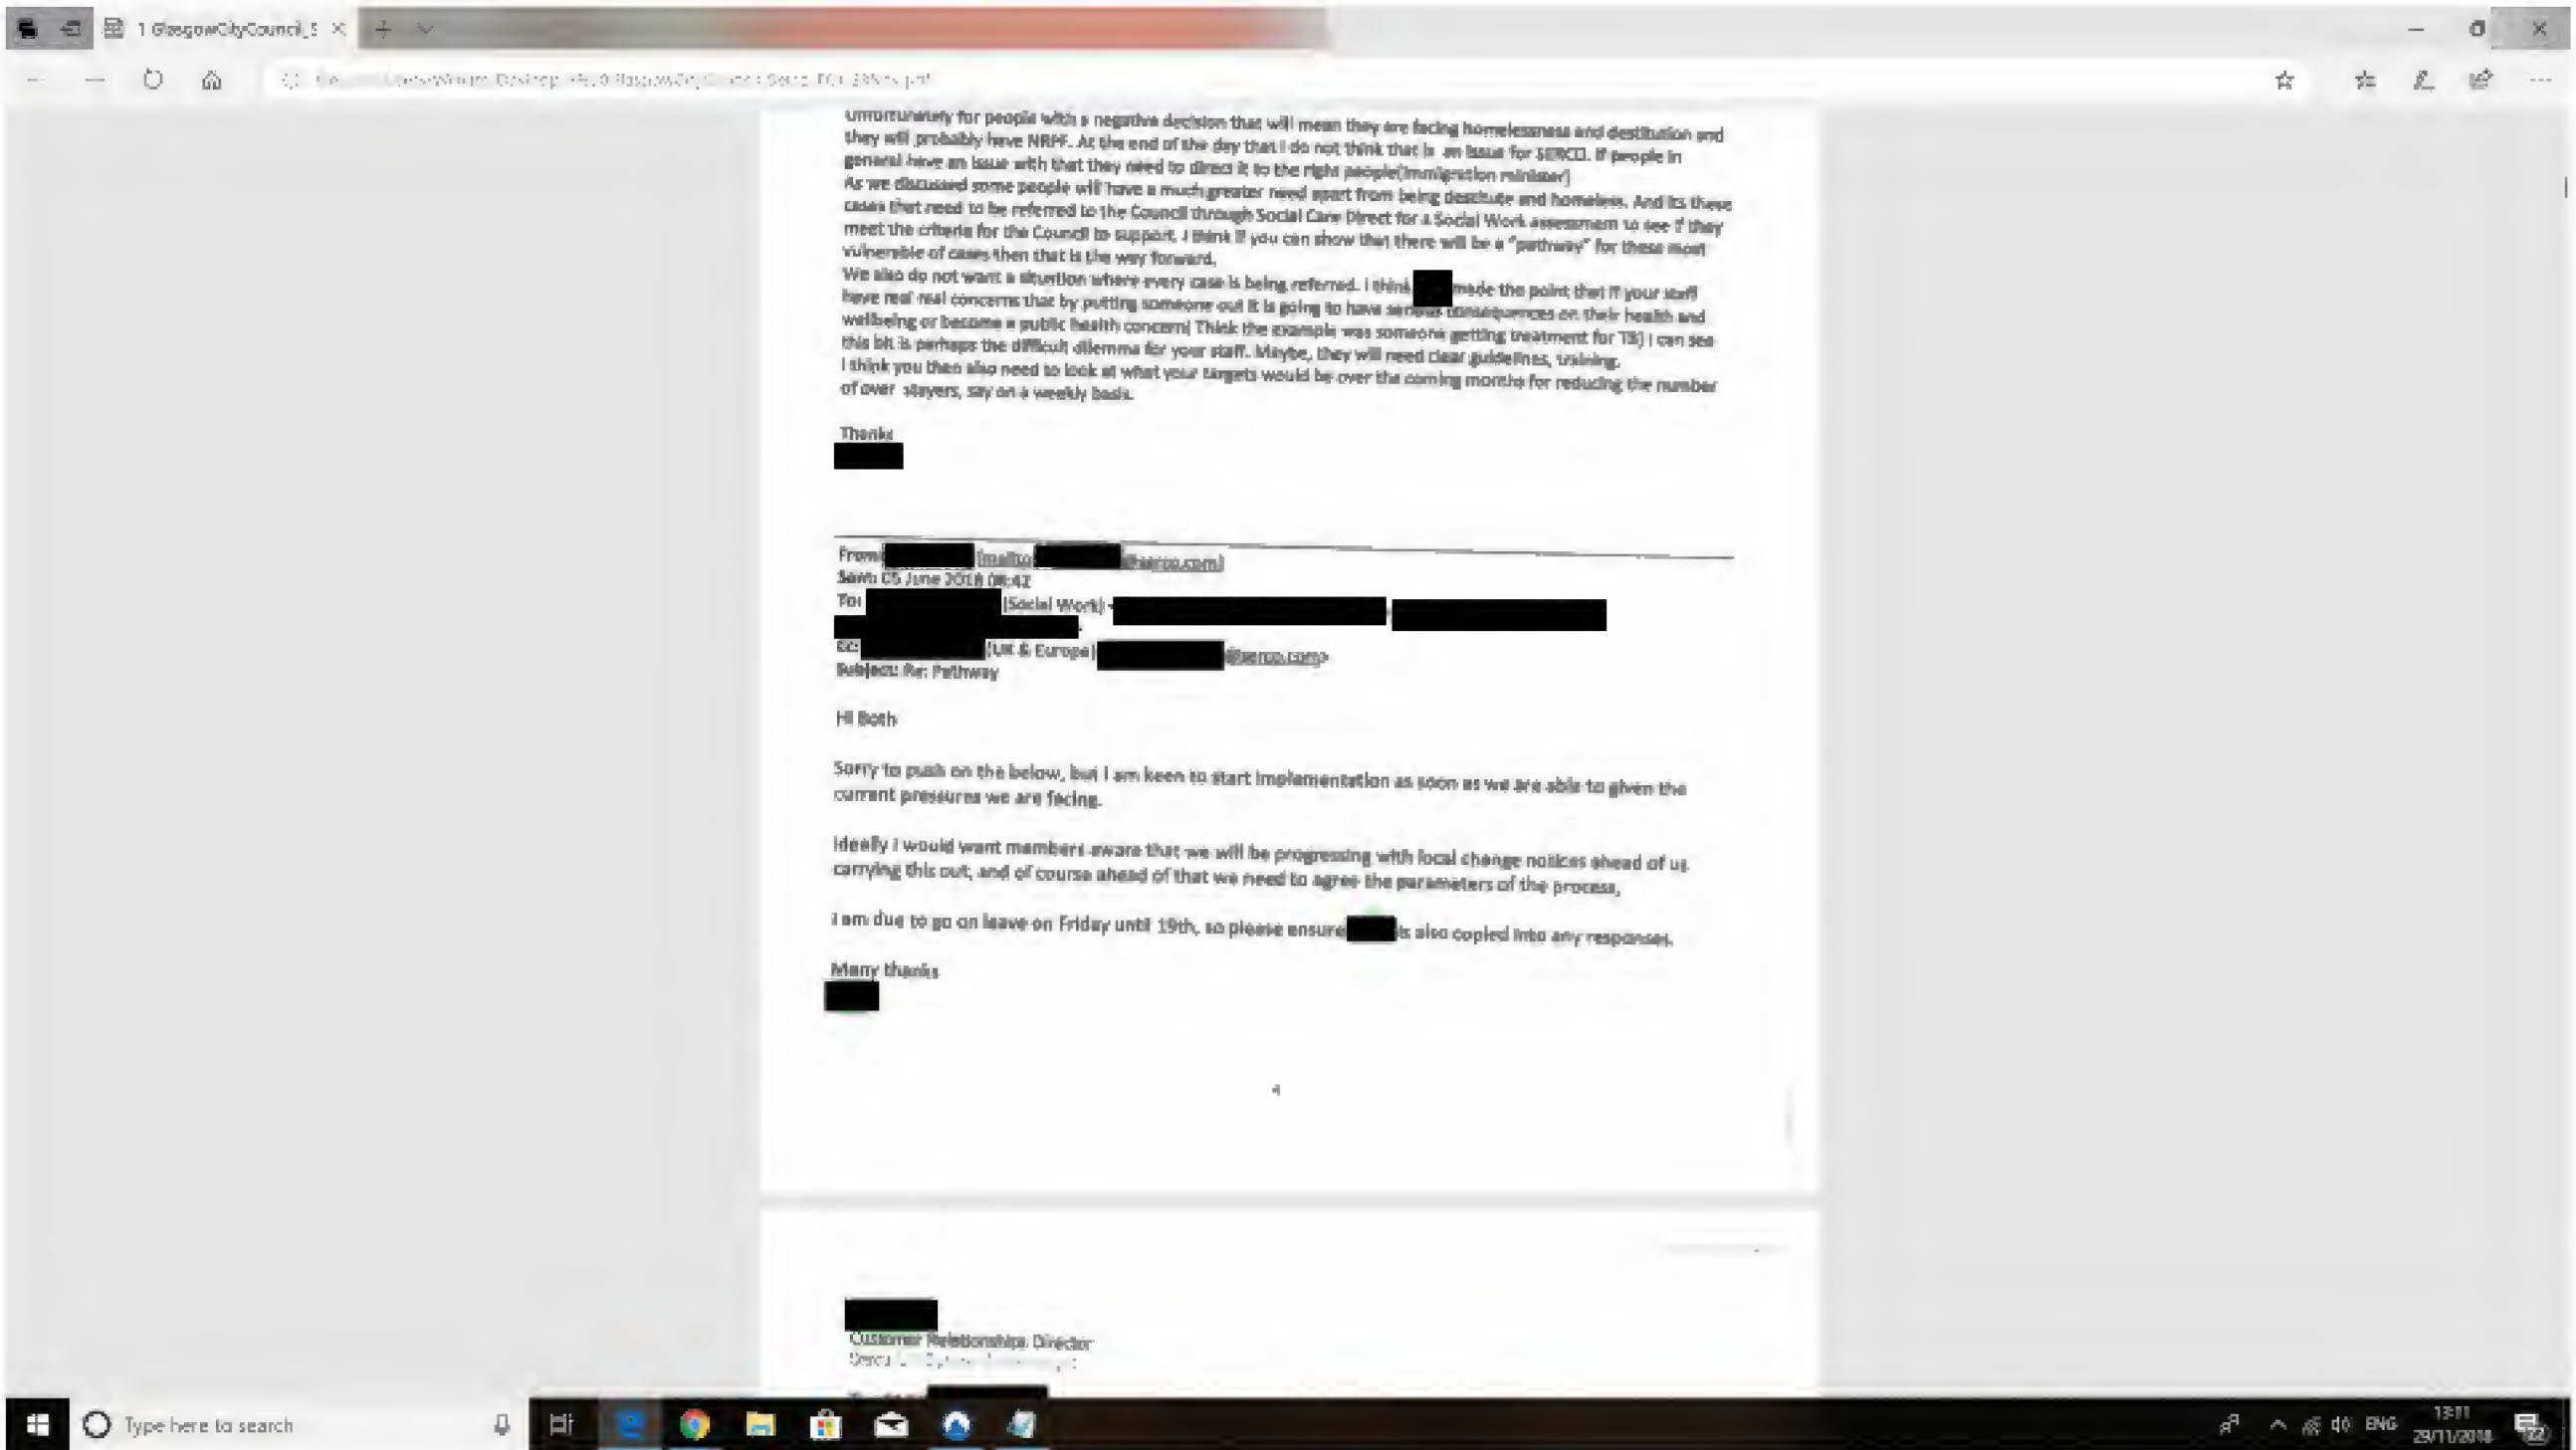 1 GlasgowCityCouncil_S
Unfortunately for people with a negative decision that will mean they are facing homelessness and destitution and
they will probably have NRPF. At the end of the day that I do not think that is an issue for SERCO. If people in
general have an issue with that they need to direct it to the right people(immigration minister)
As we discussed some people will have a much greater need apart from being destitute and homeless. And its these
cases that need to be referred to the Council through Social Care Direct for a Social Work assessment to see if they
meet the criteria for the Council to support. I think if you can show that there will be a "pathway" for these most
vulnerable of cases then that is the way forward.
We also do not want a situation where every case is being referred. I think made the point that if your staff
have real real concerns that by putting someone out it is going to have serious consequences on their health and
wellbeing or become a public health concern( Think the example was someone getting treatment for TB) I can see
this bit is perhaps the difficult dilemma for your staff. Maybe, they will need clear guidelines, training.
I think you then also need to look at what your targets would be over the coming months for reducing the number
of over stayers, say on a weekly basis.
Thanks
From: [mailto: @serco.com]
Sent: 05 June 2018 08:42
To: (Social Work) <
Cc: (UK & Europe) @serco.com>
Subject: Re: Pathway
Hi Both
Sorry to push on the below, but I am keen to start implementation as soon as we are able to given the
current pressures we are facing.
Ideally I would want members aware that we will be progressing with local change notices ahead of us
carrying this out, and of course ahead of that we need to agree the parameters of the process,
I am due to go on leave on Friday until 19th, so please ensure is also copied into any responses.
Many thanks
4
Customer Relationships Director
Serco
Type here to search
ENG
13:11
29/11/2018
22